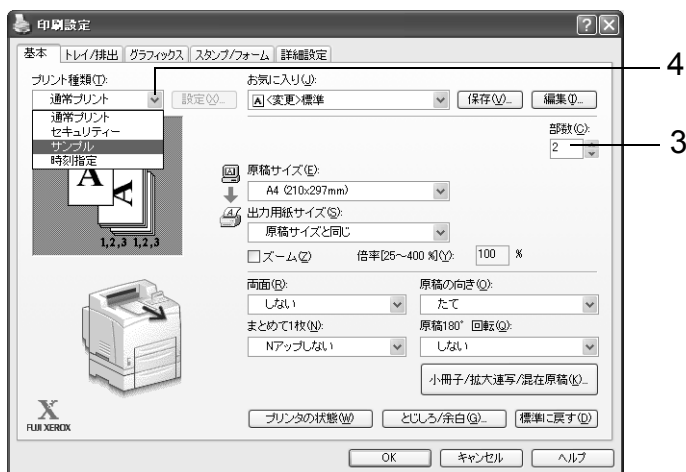 印刷設定
基本 トレイ/排出 グラフィックス スタンプ/フォーム 詳細設定
プリント種類(T):
通常プリント 設定(X)...
通常プリント
セキュリティー
サンプル
時刻指定
A A
1,2,3 1,2,3
FUJI XEROX
お気に入り(J):
A <変更>標準 保存(V)... 編集(I)...
4
部数(C):
2
3
原稿サイズ(E):
A4 (210x297mm)
出力用紙サイズ(S):
原稿サイズと同じ
ズーム(Z) 倍率[25～400 %](Y): 100 %
両面(R): 原稿の向き(O):
しない たて
まとめて1枚(N): 原稿180° 回転(Q):
Nアップしない しない
小冊子/拡大連写/混在原稿(K)...
プリンタの状態(W) とじしろ/余白(G)... 標準に戻す(D)
OK キャンセル ヘルプ